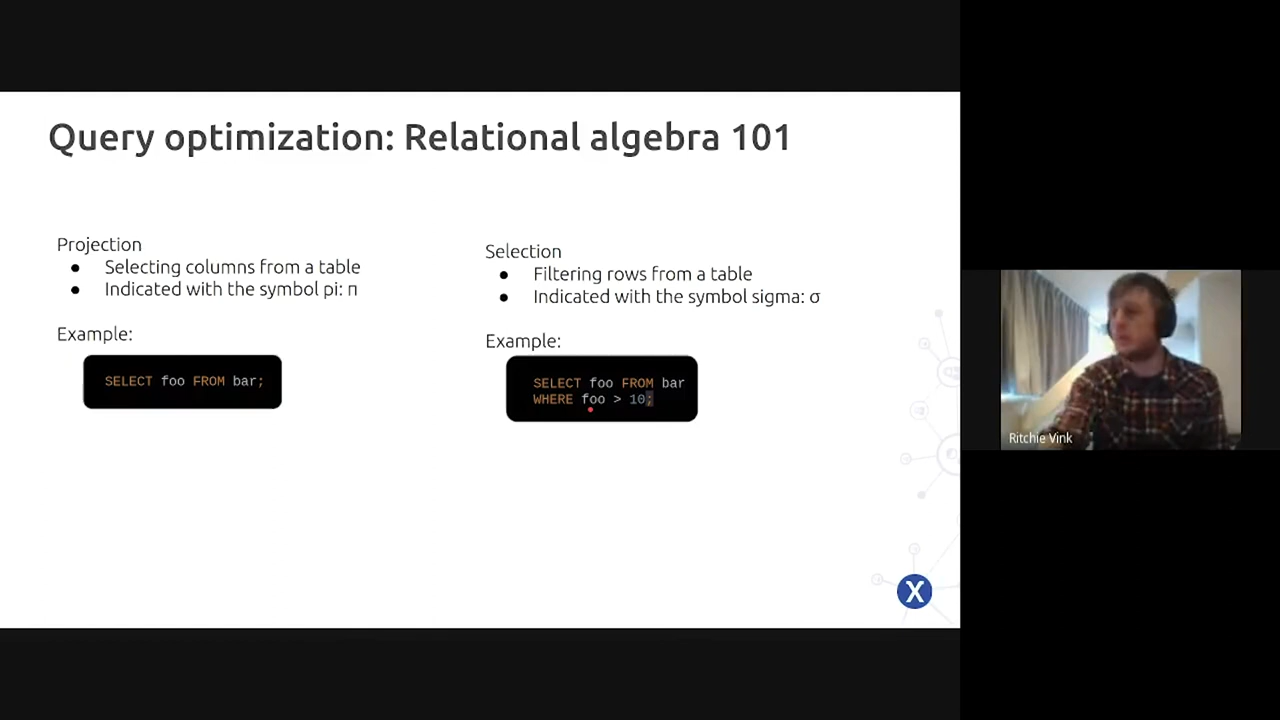 Query optimization: Relational algebra 101
Projection
● Selecting columns from a table
● Indicated with the symbol pi: π
Example:
SELECT foo FROM bar;
Selection
● Filtering rows from a table
● Indicated with the symbol sigma: σ
Example:
SELECT foo FROM bar
WHERE foo > 10;
X
Ritchie Vink